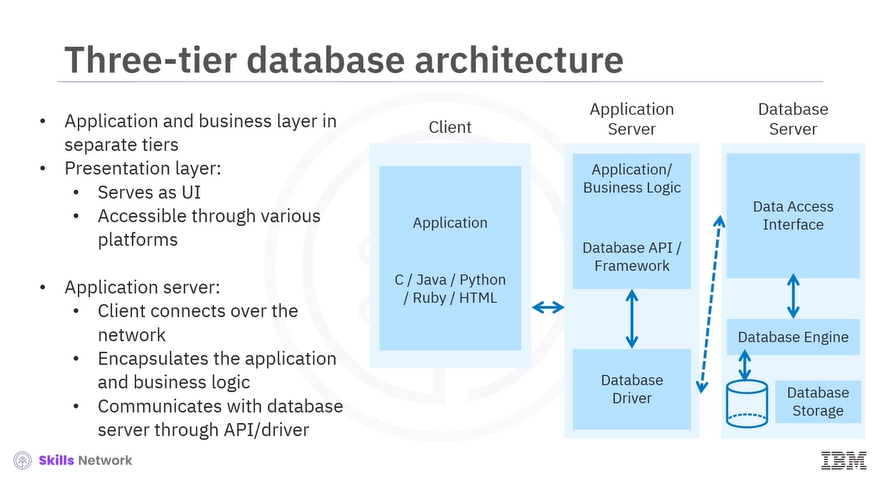 Three-tier database architecture
• Application and business layer in
separate tiers
• Presentation layer:
• Serves as UI
• Accessible through various
platforms
• Application server:
• Client connects over the
network
• Encapsulates the application
and business logic
• Communicates with database
server through API/driver
Client
Application
C / Java / Python
/ Ruby / HTML
Application
Server
Application/
Business Logic
Database API /
Framework
Database
Driver
Database
Server
Data Access
Interface
Database Engine
Database
Storage
Skills Network
IBM